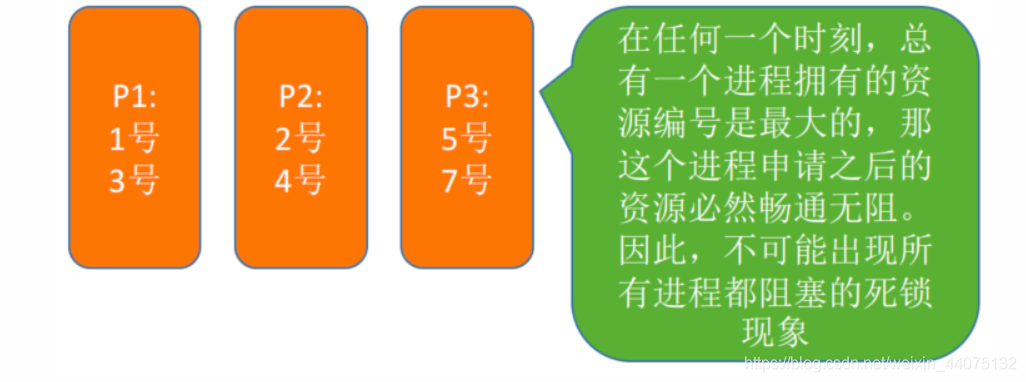 P1:
1号
3号
P2:
2号
4号
P3:
5号
7号
在任何一个时刻，总
有一个进程拥有的资
源编号是最大的，那
这个进程申请之后的
资源必然畅通无阻。
因此，不可能出现所
有进程都阻塞的死锁
现象
https://blog.csdn.net/weixin_44075132